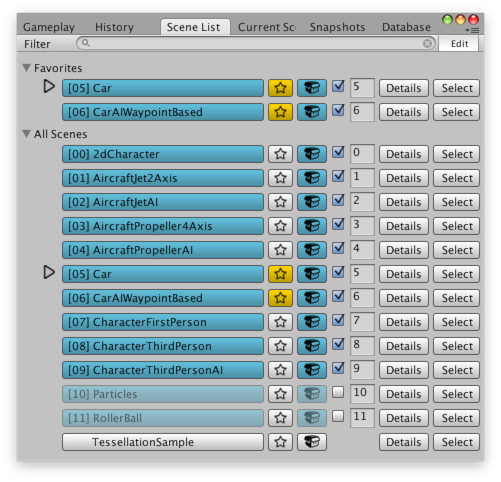 Gameplay History Scene List Current Sc Snapshots Database
Filter Edit
Favorites
[05] Car 5 Details Select
[06] CarAIWaypointBased 6 Details Select
All Scenes
[00] 2dCharacter 0 Details Select
[01] AircraftJet2Axis 1 Details Select
[02] AircraftJetAI 2 Details Select
[03] AircraftPropeller4Axis 3 Details Select
[04] AircraftPropellerAI 4 Details Select
[05] Car 5 Details Select
[06] CarAIWaypointBased 6 Details Select
[07] CharacterFirstPerson 7 Details Select
[08] CharacterThirdPerson 8 Details Select
[09] CharacterThirdPersonAI 9 Details Select
[10] Particles 10 Details Select
[11] RollerBall 11 Details Select
TessellationSample Details Select